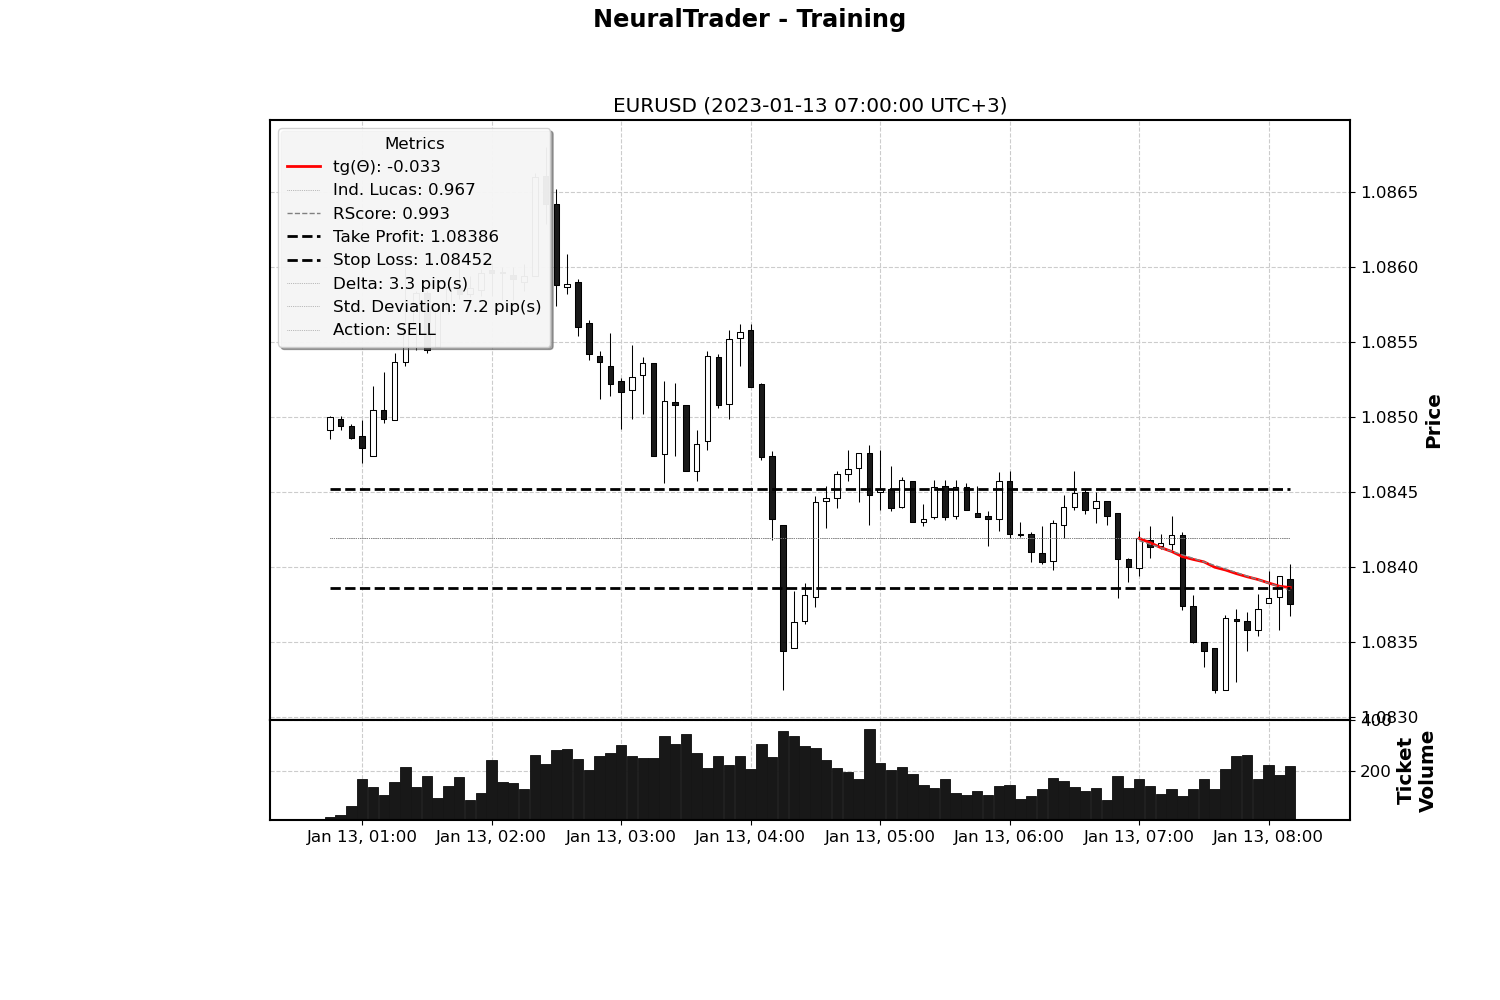 NeuralTrader - Training
EURUSD (2023-01-13 07:00:00 UTC+3)
Metrics
tg(Θ): -0.033
Ind. Lucas: 0.967
RScore: 0.993
Take Profit: 1.08386
Stop Loss: 1.08452
Delta: 3.3 pip(s)
Std. Deviation: 7.2 pip(s)
Action: SELL
1.0865
1.0860
1.0855
1.0850
1.0845
1.0840
1.0835
1.0830
Price
400
200
Ticket
Volume
Jan 13, 01:00
Jan 13, 02:00
Jan 13, 03:00
Jan 13, 04:00
Jan 13, 05:00
Jan 13, 06:00
Jan 13, 07:00
Jan 13, 08:00